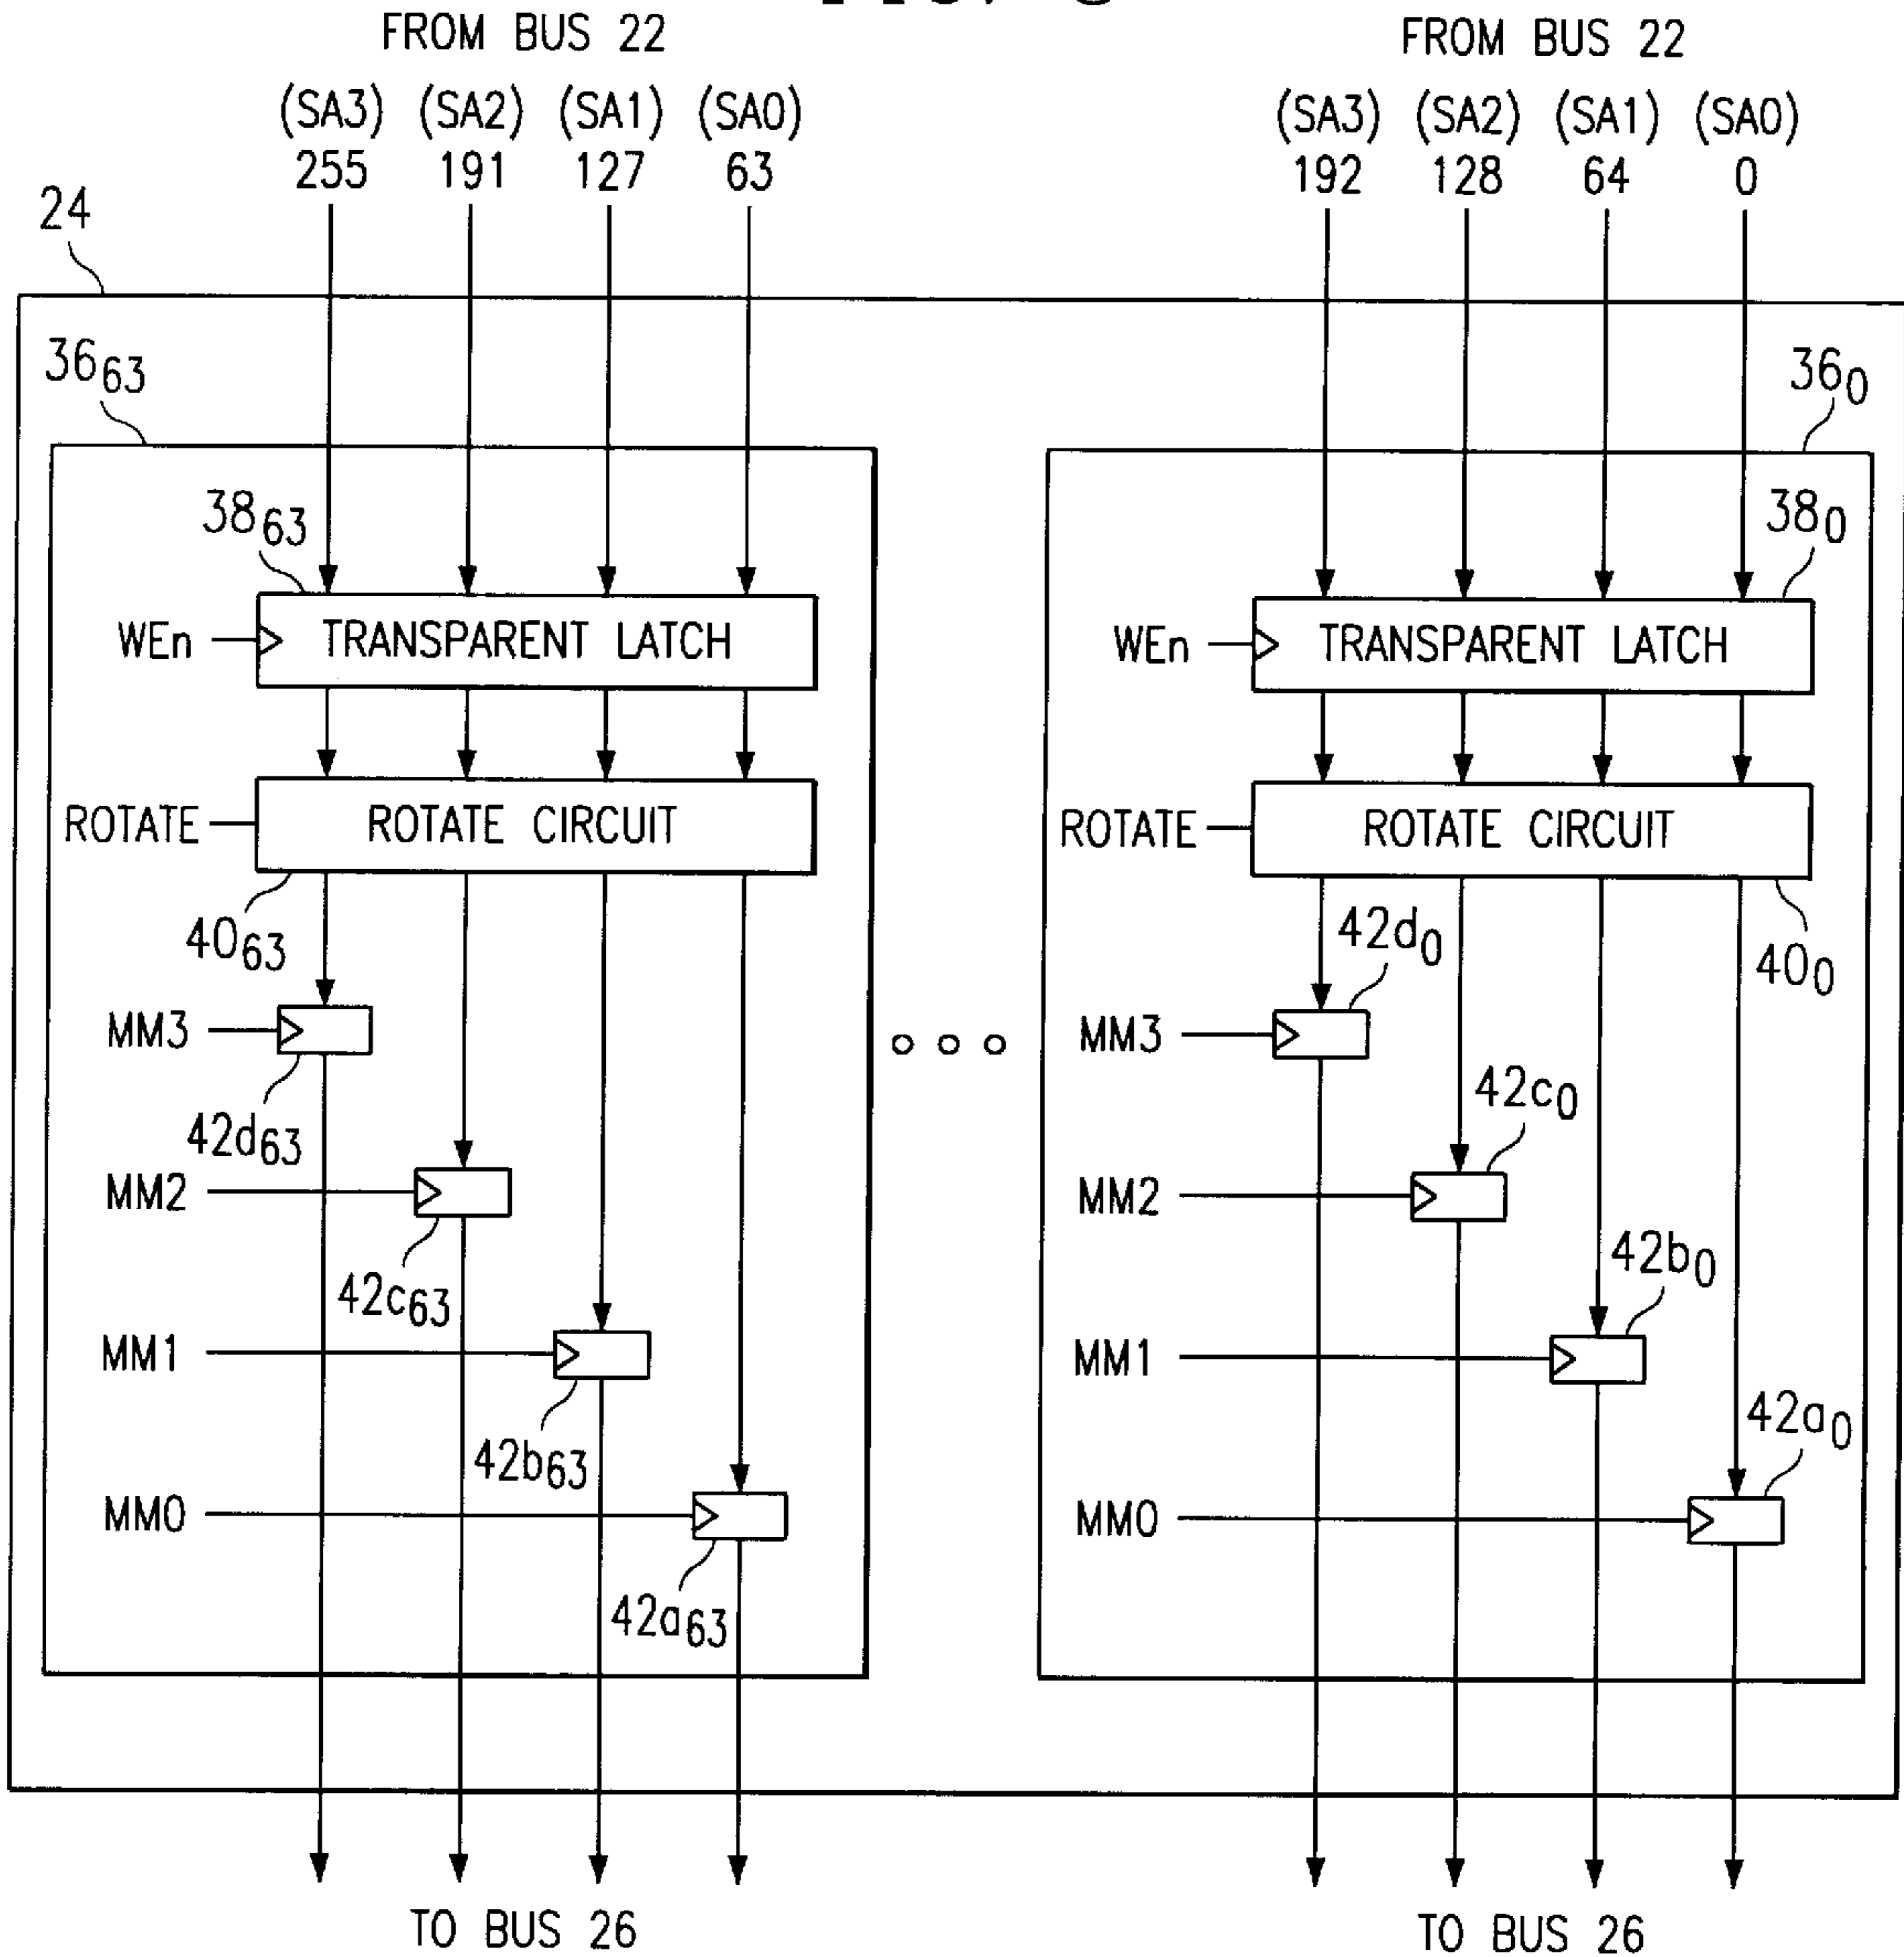 FROM BUS 22
FROM BUS 22
(SA3) (SA2) (SA1) (SA0)
255 191 127 63
(SA3) (SA2) (SA1) (SA0)
192 128 64 0
24
36₆₃
36₀
38₆₃
38₀
WEn
TRANSPARENT LATCH
WEn
TRANSPARENT LATCH
ROTATE
ROTATE CIRCUIT
ROTATE
ROTATE CIRCUIT
40₆₃
42d₀
40₀
MM3
MM3
42d₆₃
42c₀
MM2
MM2
42c₆₃
42b₀
MM1
MM1
42b₆₃
42a₀
MM0
MM0
42a₆₃
TO BUS 26
TO BUS 26